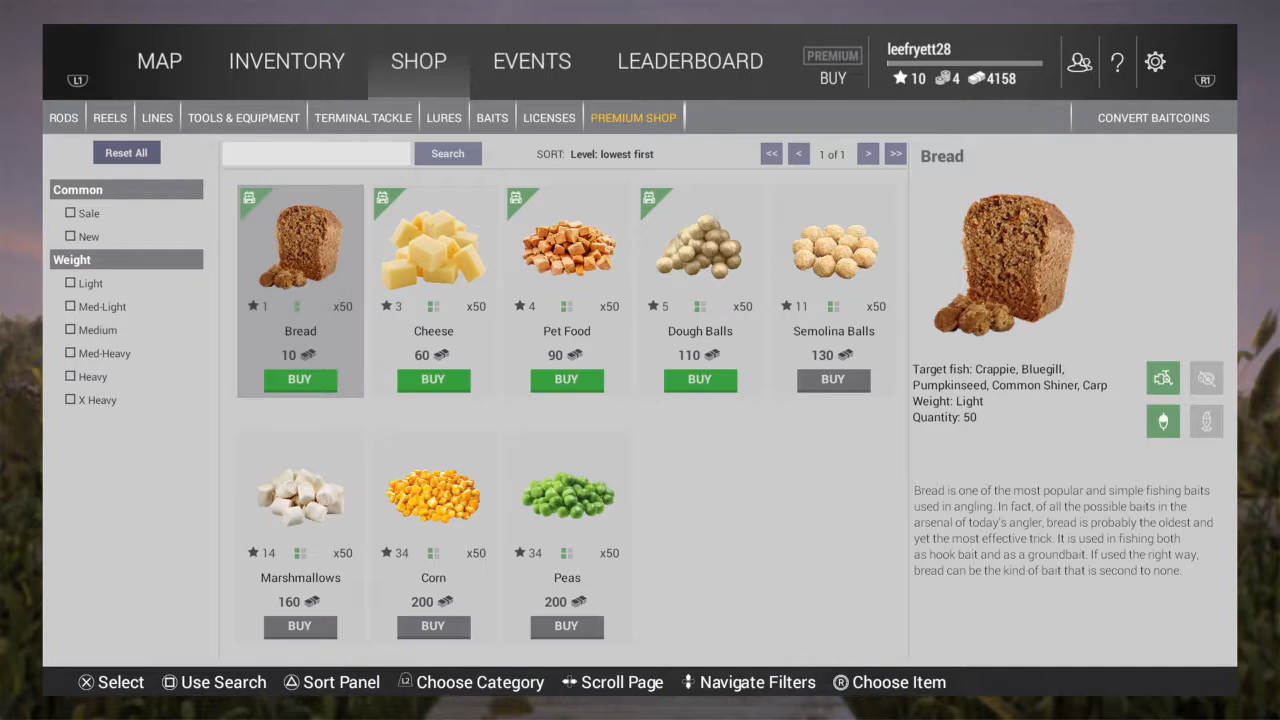 L1
MAP
INVENTORY
SHOP
EVENTS
LEADERBOARD
PREMIUM
BUY
leefryett28
10 4 4158
?
R1
RODS
REELS
LINES
TOOLS & EQUIPMENT
TERMINAL TACKLE
LURES
BAITS
LICENSES
PREMIUM SHOP
CONVERT BAITCOINS
Reset All
Common
Sale
New
Weight
Light
Med-Light
Medium
Med-Heavy
Heavy
X Heavy
Search
SORT: Level: lowest first
<< < 1 of 1 > >>
1 x50
Bread
10
BUY
3 x50
Cheese
60
BUY
4 x50
Pet Food
90
BUY
5 x50
Dough Balls
110
BUY
11 x50
Semolina Balls
130
BUY
14 x50
Marshmallows
160
BUY
34 x50
Corn
200
BUY
34 x50
Peas
200
BUY
Bread
Target fish: Crappie, Bluegill,
Pumpkinseed, Common Shiner, Carp
Weight: Light
Quantity: 50
Bread is one of the most popular and simple fishing baits
used in angling. In fact, of all the possible baits in the
arsenal of today's angler, bread is probably the oldest and
yet the most effective trick. It is used in fishing both
as hook bait and as a groundbait. If used the right way,
bread can be the kind of bait that is second to none.
Select
Use Search
Sort Panel
L2 Choose Category
Scroll Page
Navigate Filters
R Choose Item